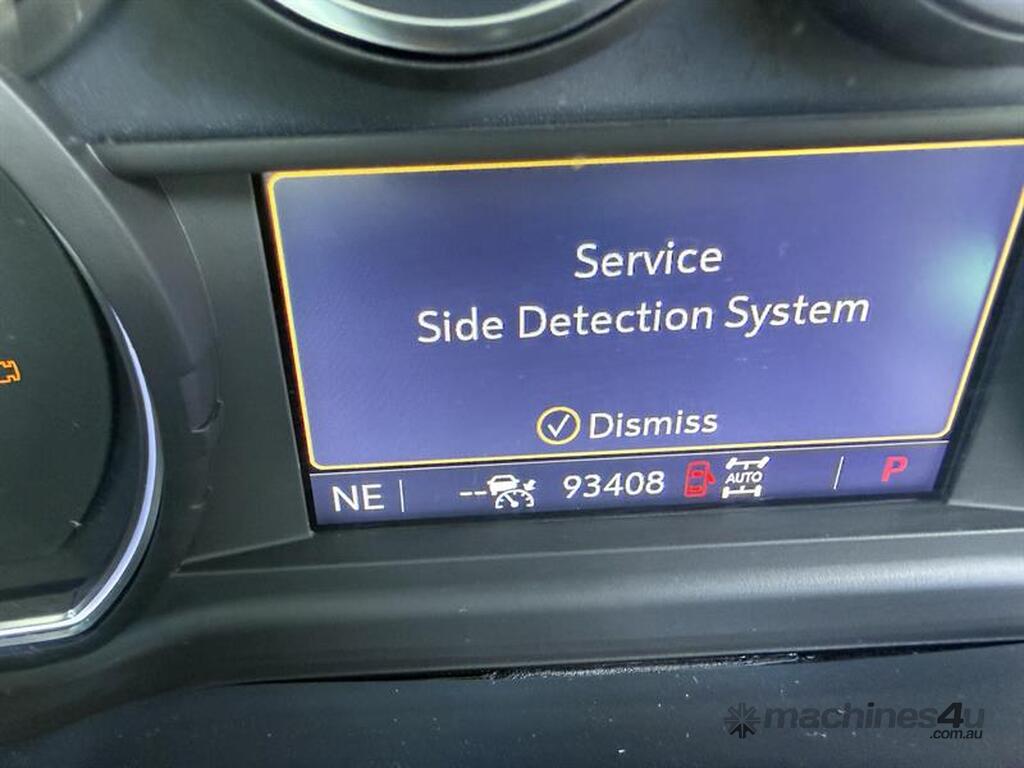 Service
Side Detection System
Dismiss
NE -- 93408 AUTO P
machines4u
.com.au